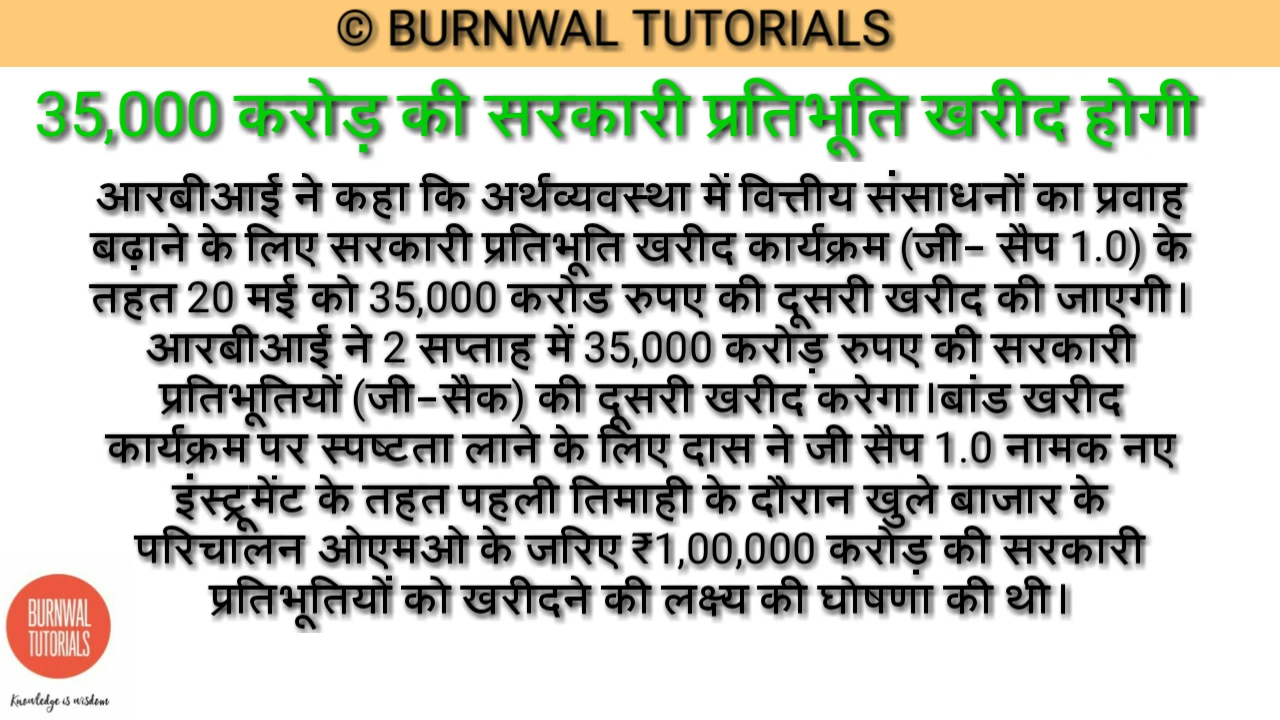 © BURNWAL TUTORIALS
35,000 करोड़ की सरकारी प्रतिभूति खरीद होगी
आरबीआई ने कहा कि अर्थव्यवस्था में वित्तीय संसाधनों का प्रवाह
बढ़ाने के लिए सरकारी प्रतिभूति खरीद कार्यक्रम (जी- सैप 1.0) के
तहत 20 मई को 35,000 करोड रुपए की दूसरी खरीद की जाएगी।
आरबीआई ने 2 सप्ताह में 35,000 करोड़ रुपए की सरकारी
प्रतिभूतियों (जी-सैक) की दूसरी खरीद करेगा।बांड खरीद
कार्यक्रम पर स्पष्टता लाने के लिए दास ने जी सैप 1.0 नामक नए
इंस्ट्रूमेंट के तहत पहली तिमाही के दौरान खुले बाजार के
परिचालन ओएमओ के जरिए ₹1,00,000 करोड़ की सरकारी
प्रतिभूतियों को खरीदने की लक्ष्य की घोषणा की थी।
BURNWAL
TUTORIALS
Knowledge is wisdom